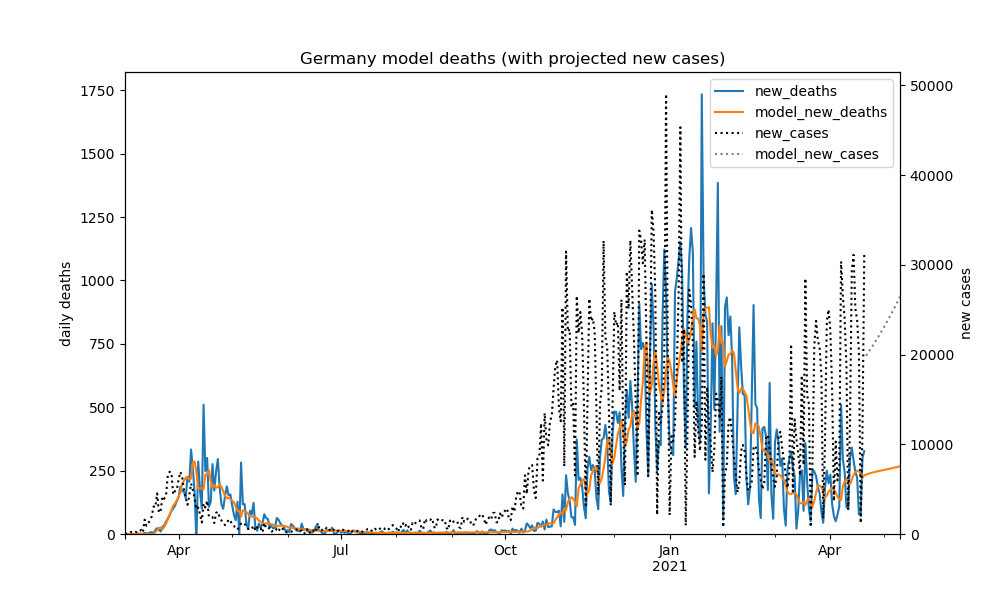 Germany model deaths (with projected new cases)
new_deaths
model_new_deaths
new_cases
model_new_cases
daily deaths
1750
1500
1250
1000
750
500
250
0
50000
40000
30000
20000
10000
0
new cases
Apr
Jul
Oct
Jan
2021
Apr